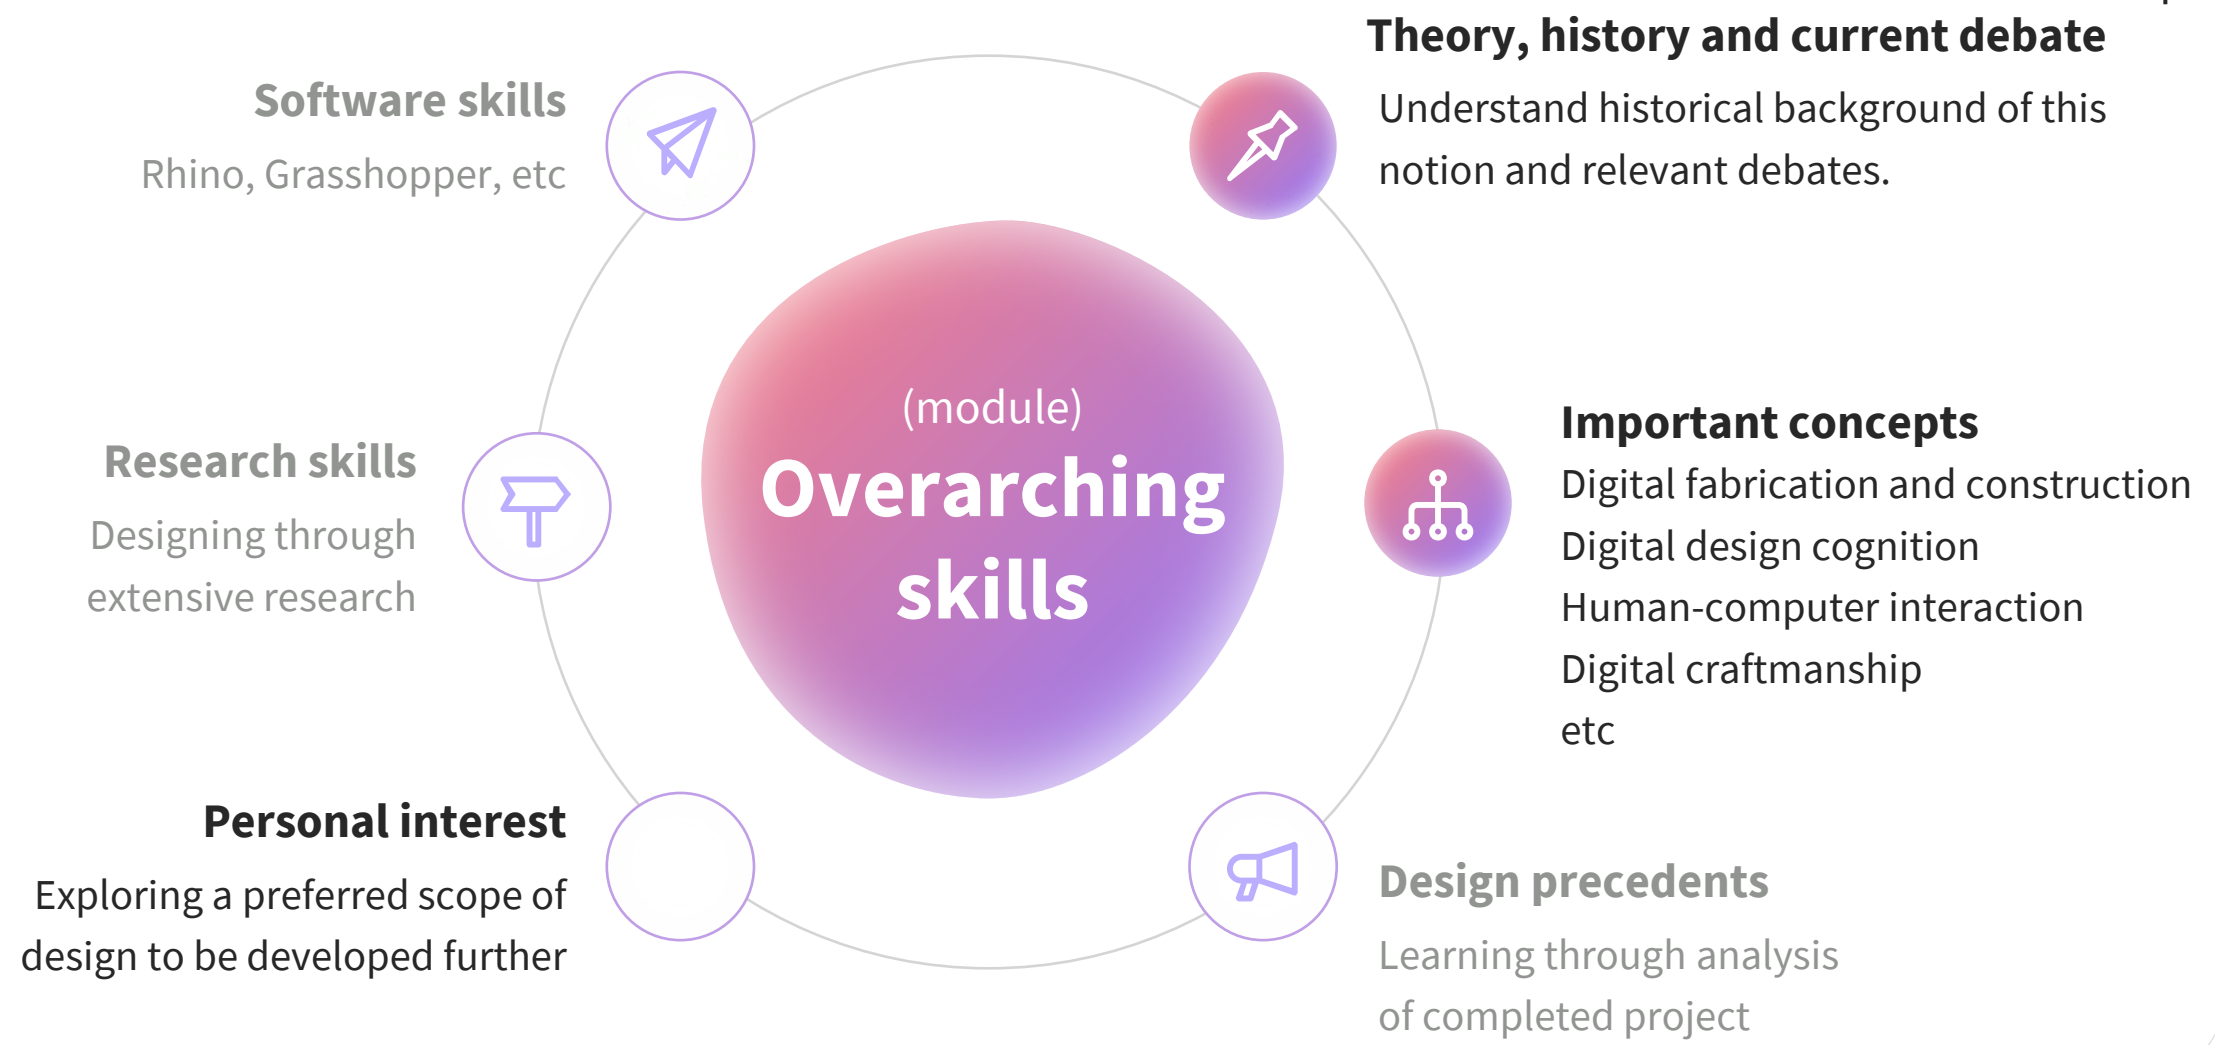 Theory, history and current debate
Understand historical background of this
notion and relevant debates.
Software skills
Rhino, Grasshopper, etc
(module)
Overarching
skills
Important concepts
Digital fabrication and construction
Digital design cognition
Human-computer interaction
Digital craftmanship
etc
Research skills
Designing through
extensive research
Personal interest
Exploring a preferred scope of
design to be developed further
Design precedents
Learning through analysis
of completed project